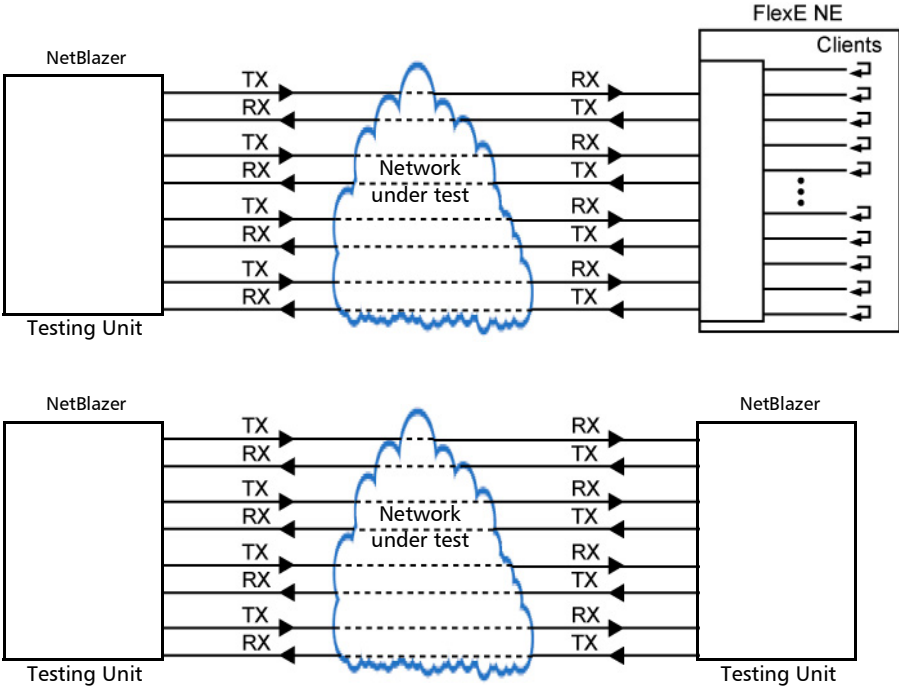 FlexE NE
NetBlazer
Clients
TX RX
RX TX
TX RX
RX TX
Network
under test
TX RX
RX TX
TX RX
RX TX
Testing Unit
NetBlazer NetBlazer
TX RX
RX TX
TX RX
RX TX
Network
under test
TX RX
RX TX
TX RX
RX TX
Testing Unit Testing Unit